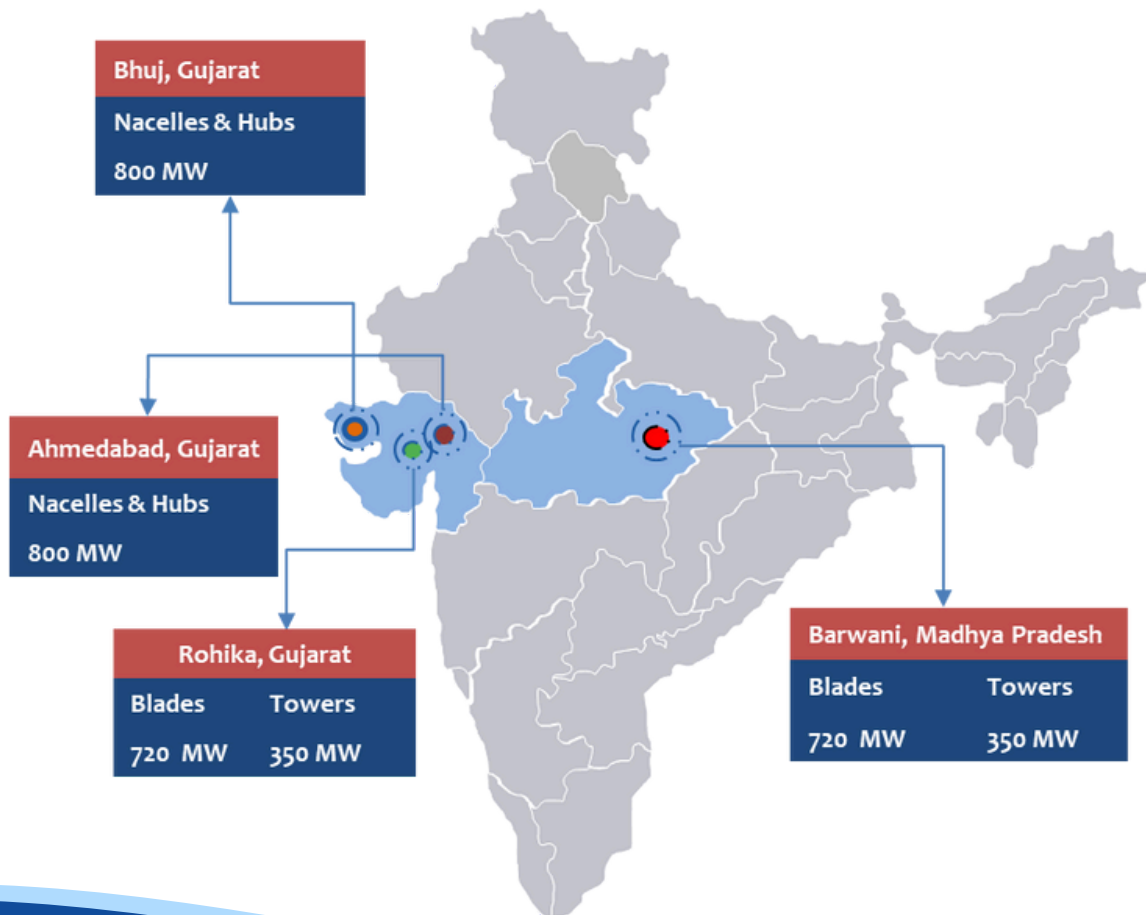 Bhuj, Gujarat
Nacelles & Hubs
800 MW
Ahmedabad, Gujarat
Nacelles & Hubs
800 MW
Rohika, Gujarat
Blades Towers
720 MW 350 MW
Barwani, Madhya Pradesh
Blades Towers
720 MW 350 MW